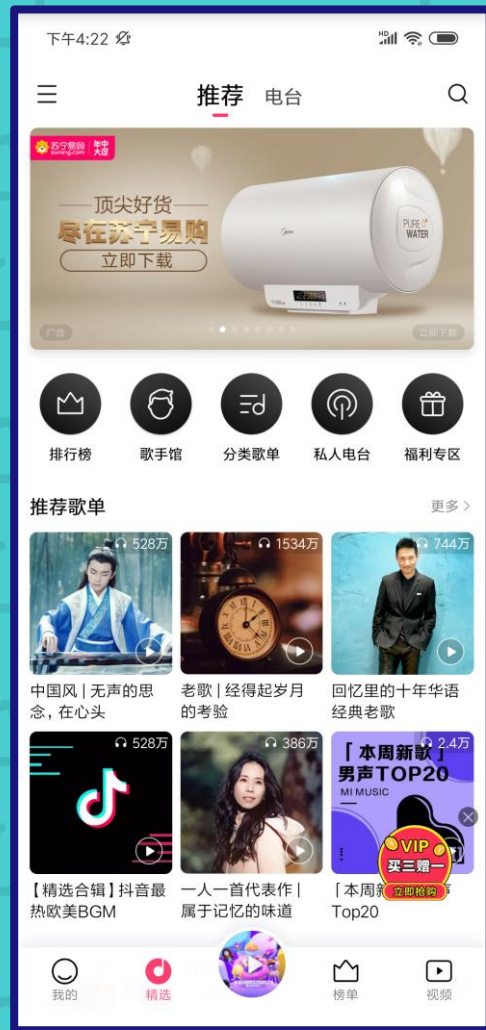 下午4:22
HD
推荐 电台
苏宁易购
suning.com
年中
大促
顶尖好货
尽在苏宁易购
立即下载
PURE
WATER
Midea
广告
立即下载
排行榜 歌手馆 分类歌单 私人电台 福利专区
推荐歌单 更多
528万 1534万 744万
中国风 | 无声的思
念，在心头
老歌 | 经得起岁月
的考验
回忆里的十年华语
经典老歌
528万 386万 2.4万
「本周新歌」
男声TOP20
MI MUSIC
VIP
买三赠一
立即抢购
【精选合辑】抖音最
热欧美BGM
一人一首代表作 |
属于记忆的味道
「本周新
Top20
我的 精选 榜单 视频